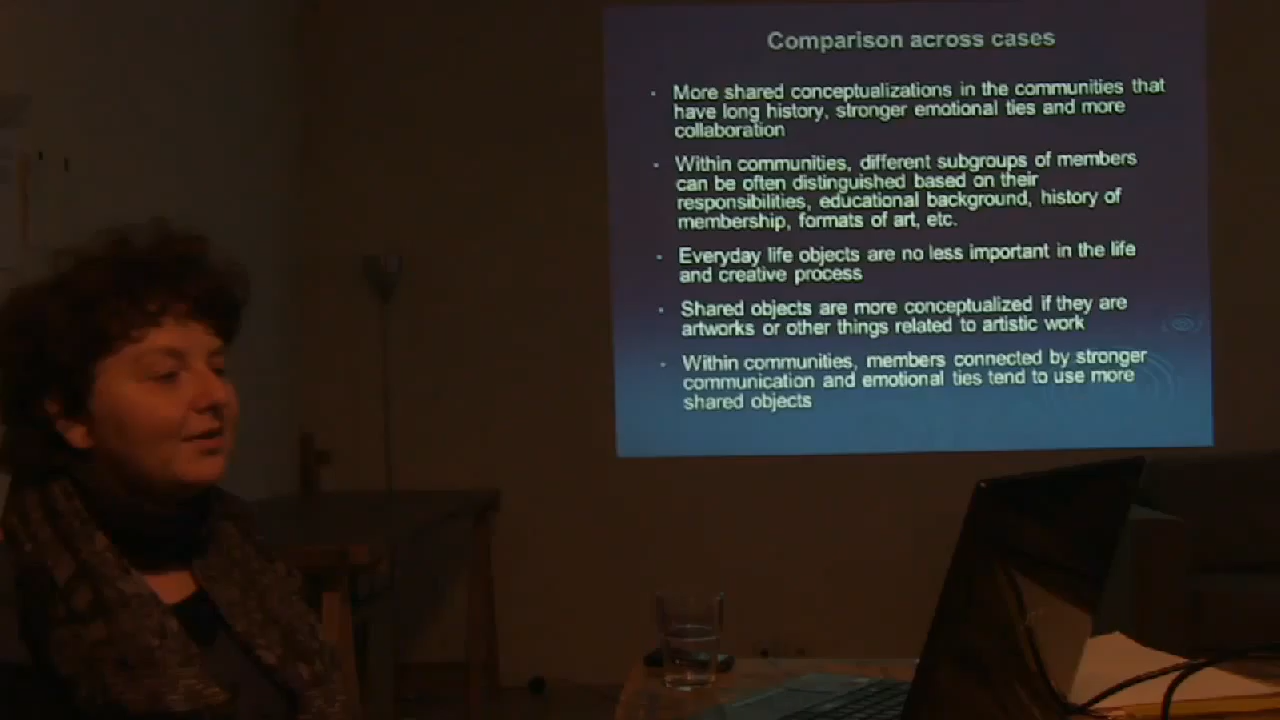 Comparison across cases
More shared conceptualizations in the communities that
have long history, stronger emotional ties and more
collaboration
Within communities, different subgroups of members
can be often distinguished based on their
responsibilities, educational background, history of
membership, formats of art, etc.
Everyday life objects are no less important in the life
and creative process
Shared objects are more conceptualized if they are
artworks or other things related to artistic work
Within communities, members connected by stronger
communication and emotional ties tend to use more
shared objects